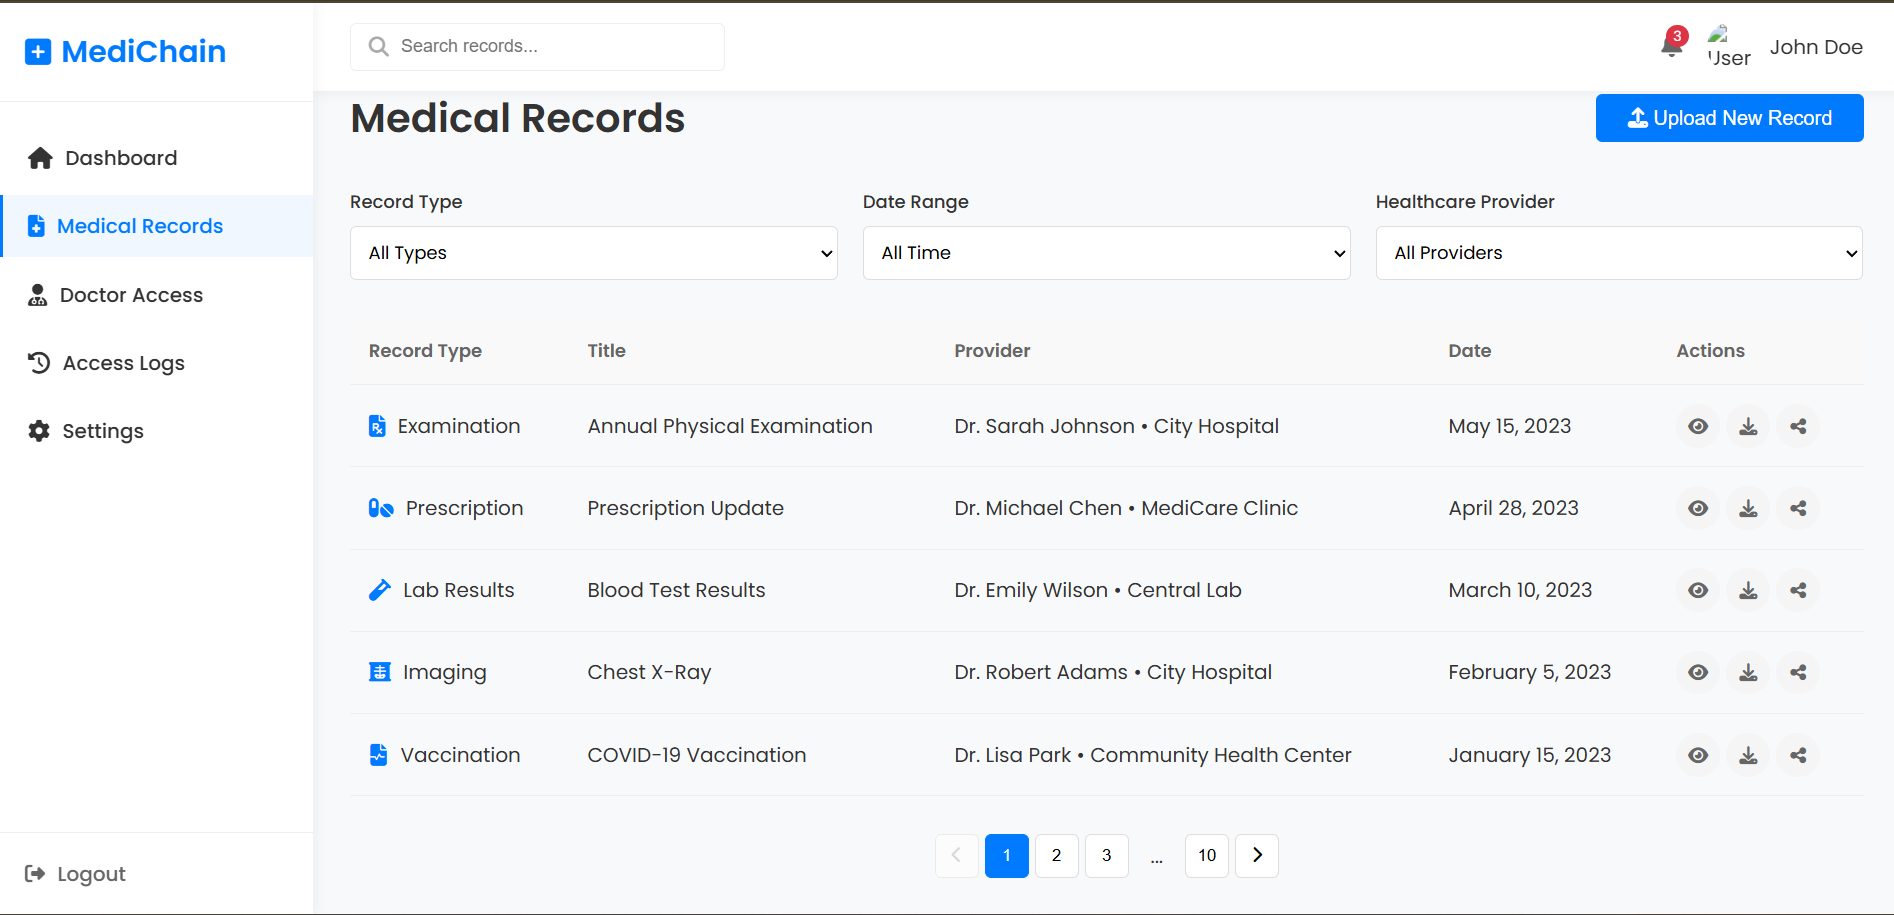 MediChain
Search records...
3
User
John Doe
Dashboard
Medical Records
Doctor Access
Access Logs
Settings
Logout
Medical Records
Upload New Record
Record Type
Date Range
Healthcare Provider
All Types
All Time
All Providers
Record Type Title Provider Date Actions
Examination Annual Physical Examination Dr. Sarah Johnson • City Hospital May 15, 2023
Prescription Prescription Update Dr. Michael Chen • MediCare Clinic April 28, 2023
Lab Results Blood Test Results Dr. Emily Wilson • Central Lab March 10, 2023
Imaging Chest X-Ray Dr. Robert Adams • City Hospital February 5, 2023
Vaccination COVID-19 Vaccination Dr. Lisa Park • Community Health Center January 15, 2023
1 2 3 ... 10